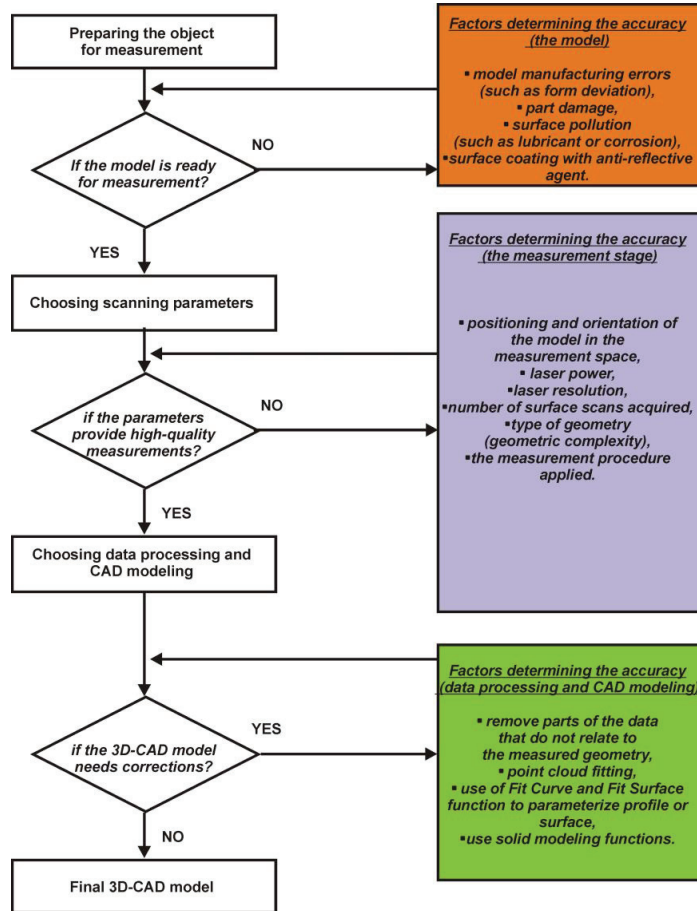 Preparing the object
for measurement
Factors determining the accuracy
(the model)
▪ model manufacturing errors
(such as form deviation),
▪ part damage,
▪ surface pollution
(such as lubricant or corrosion),
▪surface coating with anti-reflective
agent.
If the model is ready
for measurement?
NO
YES
Choosing scanning parameters
Factors determining the accuracy
(the measurement stage)
▪ positioning and orientation of
the model in the
measurement space,
▪ laser power,
▪laser resolution,
▪number of surface scans acquired,
▪ type of geometry
(geometric complexity),
▪the measurement procedure
applied.
if the parameters
provide high-quality
measurements?
NO
YES
Choosing data processing and
CAD modeling
Factors determining the accuracy
(data processing and CAD modeling)
▪ remove parts of the data
that do not relate to
the measured geometry,
▪ point cloud fitting,
▪ use of Fit Curve and Fit Surface
function to parameterize profile or
surface,
▪use solid modeling functions.
if the 3D-CAD model
needs corrections?
YES
NO
Final 3D-CAD model